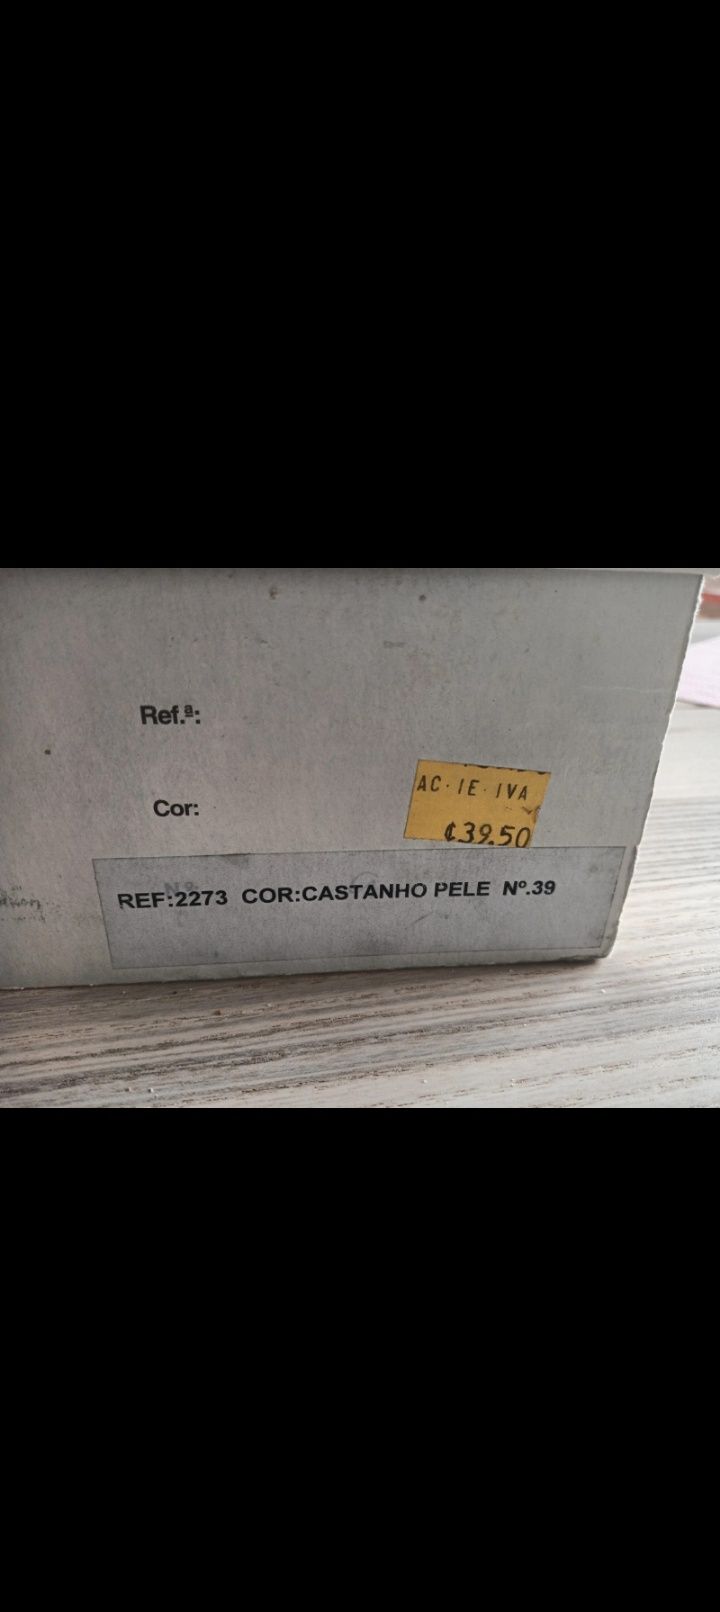 Ref.ª:
Cor:
AC·IE·IVA
¢39.50
REF:2273 COR:CASTANHO PELE Nº.39